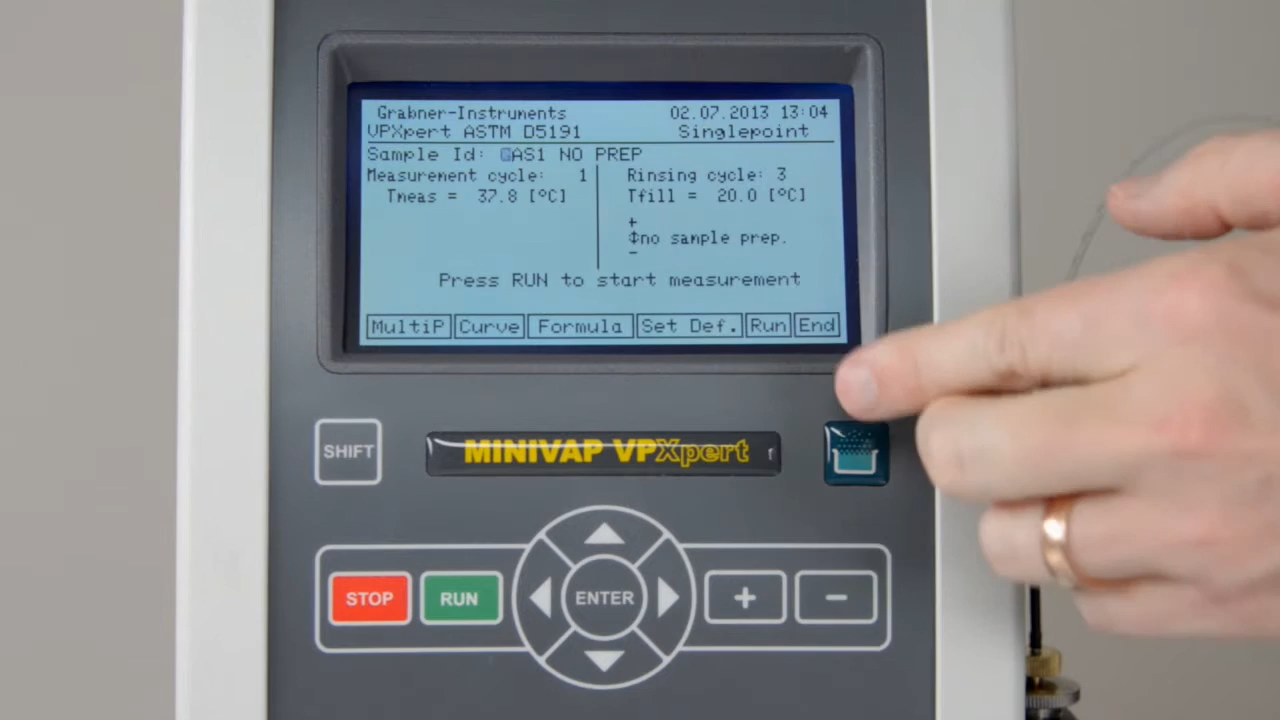 Grabner-Instruments 02.07.2013 13:04
VPXpert ASTM D5191 Singlepoint
Sample Id: GAS1 NO PREP
Measurement cycle: 1 Rinsing cycle: 3
Tmeas = 37.8 [°C] Tfill = 20.0 [°C]
+
no sample prep.
-
Press RUN to start measurement
MultiP Curve Formula Set Def. Run End
SHIFT
MINIVAP VPXpert
STOP RUN ENTER + -